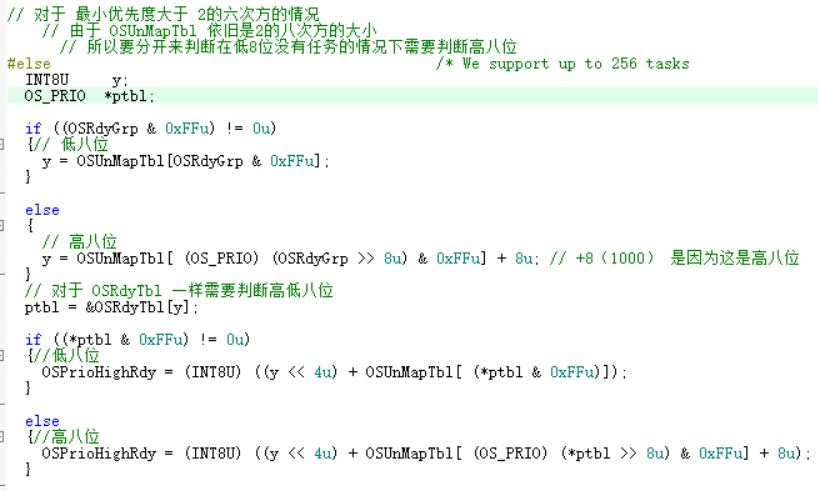 // 对于 最小优先度大于 2的六次方的情况
// 由于 OSUnMapTbl 依旧是2的八次方的大小
// 所以要分开来判断在低8位没有任务的情况下需要判断高八位
#else /* We support up to 256 tasks
INT8U y;
OS_PRIO *ptbl;
if ((OSRdyGrp & 0xFFu) != 0u)
{// 低八位
y = OSUnMapTbl[OSRdyGrp & 0xFFu];
}
else
{
// 高八位
y = OSUnMapTbl[ (OS_PRIO) (OSRdyGrp >> 8u) & 0xFFu] + 8u; // +8（1000） 是因为这是高八位
}
// 对于 OSRdyTbl 一样需要判断高低八位
ptbl = &OSRdyTbl[y];
if ((*ptbl & 0xFFu) != 0u)
{//低八位
OSPrioHighRdy = (INT8U) ((y << 4u) + OSUnMapTbl[ (*ptbl & 0xFFu)]);
}
else
{//高八位
OSPrioHighRdy = (INT8U) ((y << 4u) + OSUnMapTbl[ (OS_PRIO) (*ptbl >> 8u) & 0xFFu] + 8u);
}